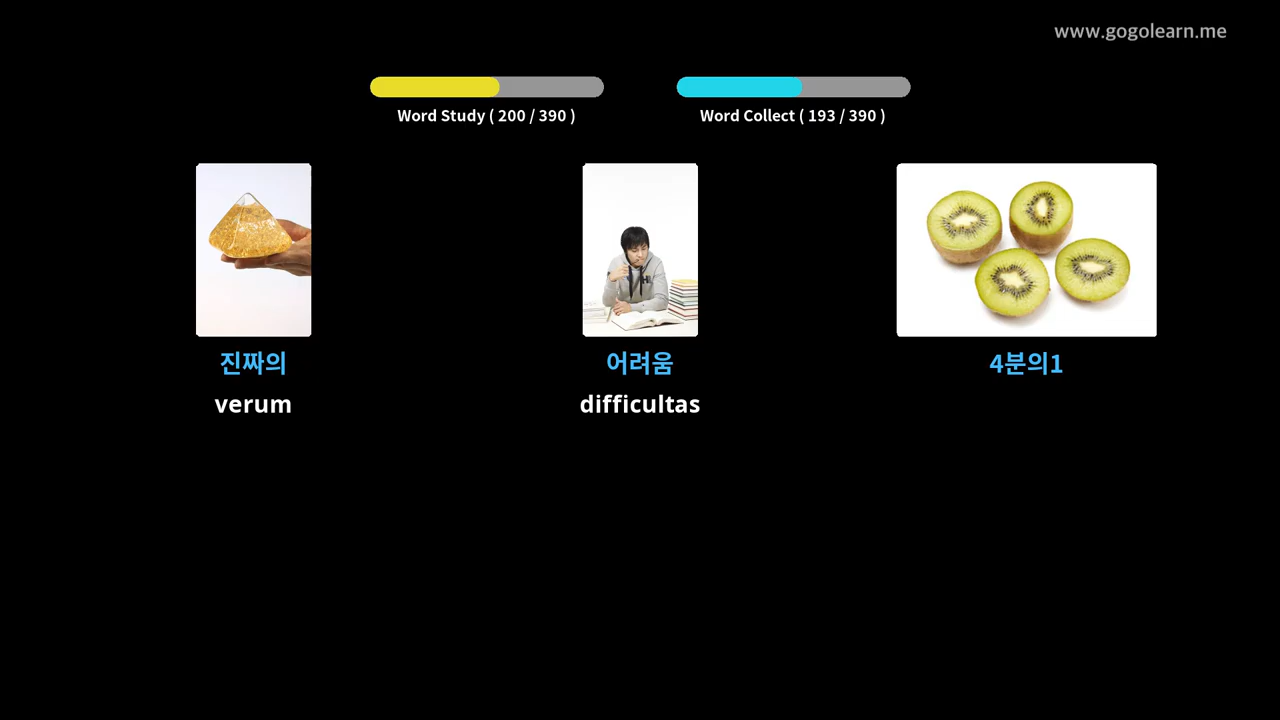 www.gogolearn.me
Word Study ( 200 / 390 )
Word Collect ( 193 / 390 )
진짜의
어려움
4분의1
verum
difficultas